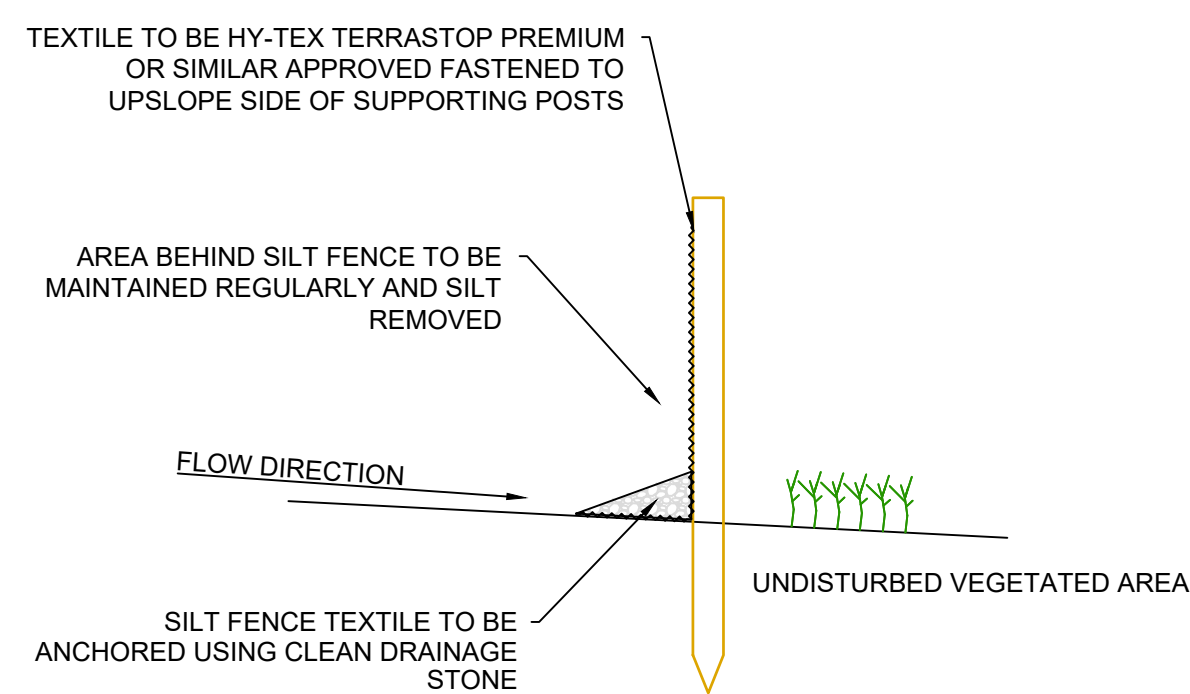 TEXTILE TO BE HY-TEX TERRASTOP PREMIUM
OR SIMILAR APPROVED FASTENED TO
UPSLOPE SIDE OF SUPPORTING POSTS
AREA BEHIND SILT FENCE TO BE
MAINTAINED REGULARLY AND SILT
REMOVED
FLOW DIRECTION
UNDISTURBED VEGETATED AREA
SILT FENCE TEXTILE TO BE
ANCHORED USING CLEAN DRAINAGE
STONE